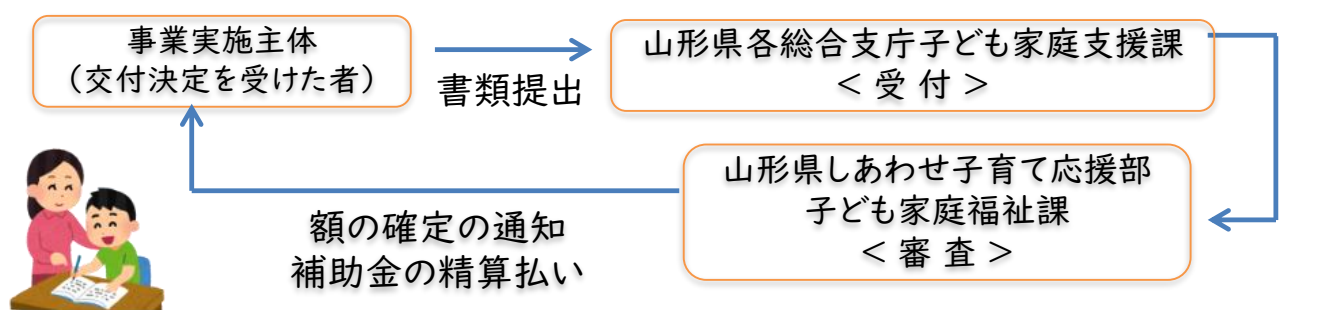 事業実施主体
（交付決定を受けた者）
書類提出
山形県各総合支庁子ども家庭支援課
＜ 受 付 ＞
山形県しあわせ子育て応援部
子ども家庭福祉課
＜ 審 査 ＞
額の確定の通知
補助金の精算払い